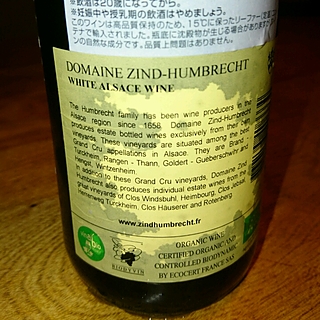 ※飲酒は20歳になってから。
※妊娠中や授乳期の飲酒はやめましょう。
このワインは高品質保持のため、15℃に保ったリーファー(定温)
テナで輸入されました。瓶底に沈殿物が生じる場合があり
ンの自然な成分です。品質上問題はありません。
DOMAINE ZIND-HUMBRECHT
WHITE ALSACE WINE
The Humbrecht family has been wine producers in the
Alsace region since 1658. Domaine Zind-Humbrecht
produces estate bottled wines exclusively from their own
vineyards. These vineyards are situated among the best
Grand Cru appellations in Alsace. They are Brand -
Turckheim, Rangen - Thann, Goldert - Gueberschwihr and
Hengst, Wintzenheim.
In addition to these Grand Cru vineyards, Domaine Zind
Humbrecht also produces individual estate wines from the
great vineyards of Clos Windsbuhl, Heimbourg, Clos Jebsal,
Herrenweg Turckheim, Clos Häuserer and Rotenberg.
www.zindhumbrecht.fr
BIODYVIN
ORGANIC WINE
CERTIFIED ORGANIC AND
CONTROLLED BIODYNAMIC
BY ECOCERT FRANCE SAS